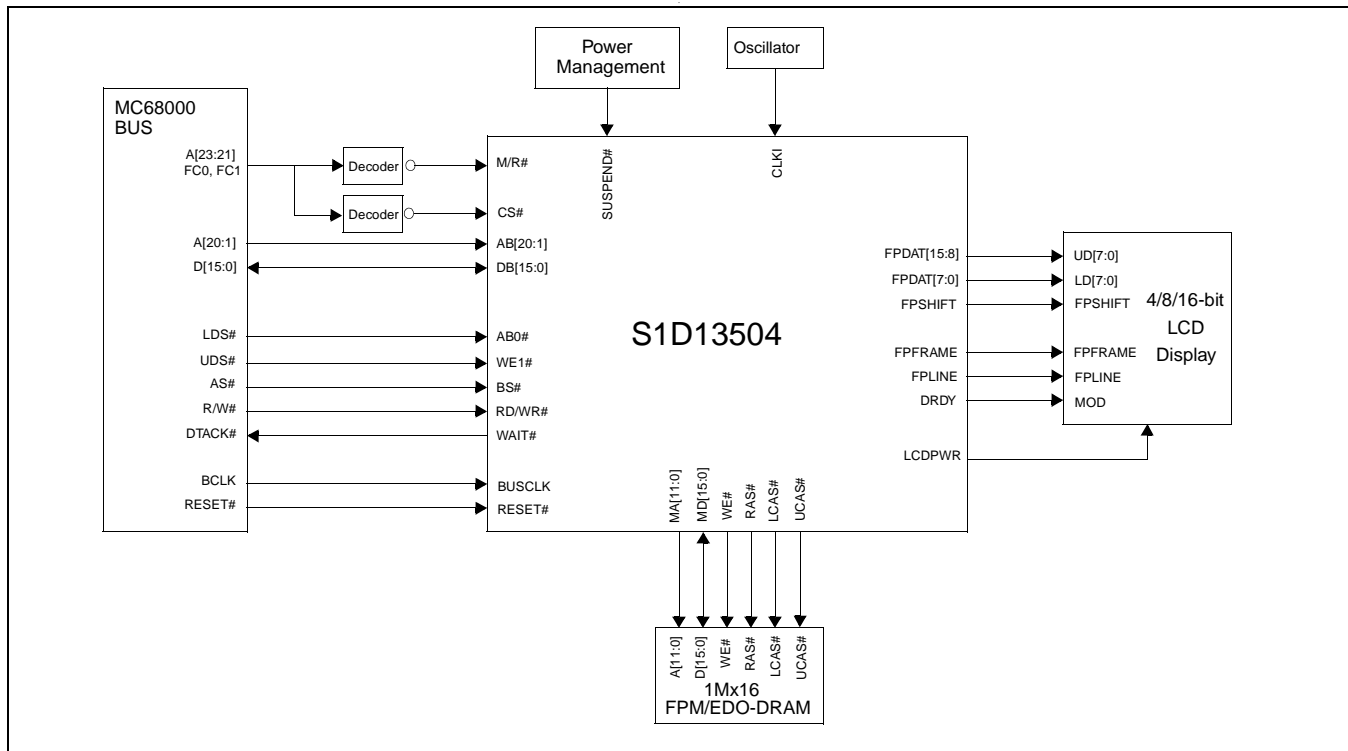 Power
Management
Oscillator
MC68000
BUS
A[23:21]
FC0, FC1
Decoder
M/R#
SUSPEND#
CLKI
Decoder
CS#
A[20:1]
AB[20:1]
D[15:0]
DB[15:0]
FPDAT[15:8]
UD[7:0]
FPDAT[7:0]
LD[7:0]
FPSHIFT
FPSHIFT
4/8/16-bit
LCD
Display
S1D13504
LDS#
AB0#
UDS#
WE1#
FPFRAME
FPFRAME
AS#
BS#
FPLINE
FPLINE
R/W#
RD/WR#
DRDY
MOD
DTACK#
WAIT#
LCDPWR
BCLK
BUSCLK
RESET#
RESET#
MA[11:0]
MD[15:0]
WE#
RAS#
LCAS#
UCAS#
A[11:0]
D[15:0]
WE#
RAS#
LCAS#
UCAS#
1Mx16
FPM/EDO-DRAM